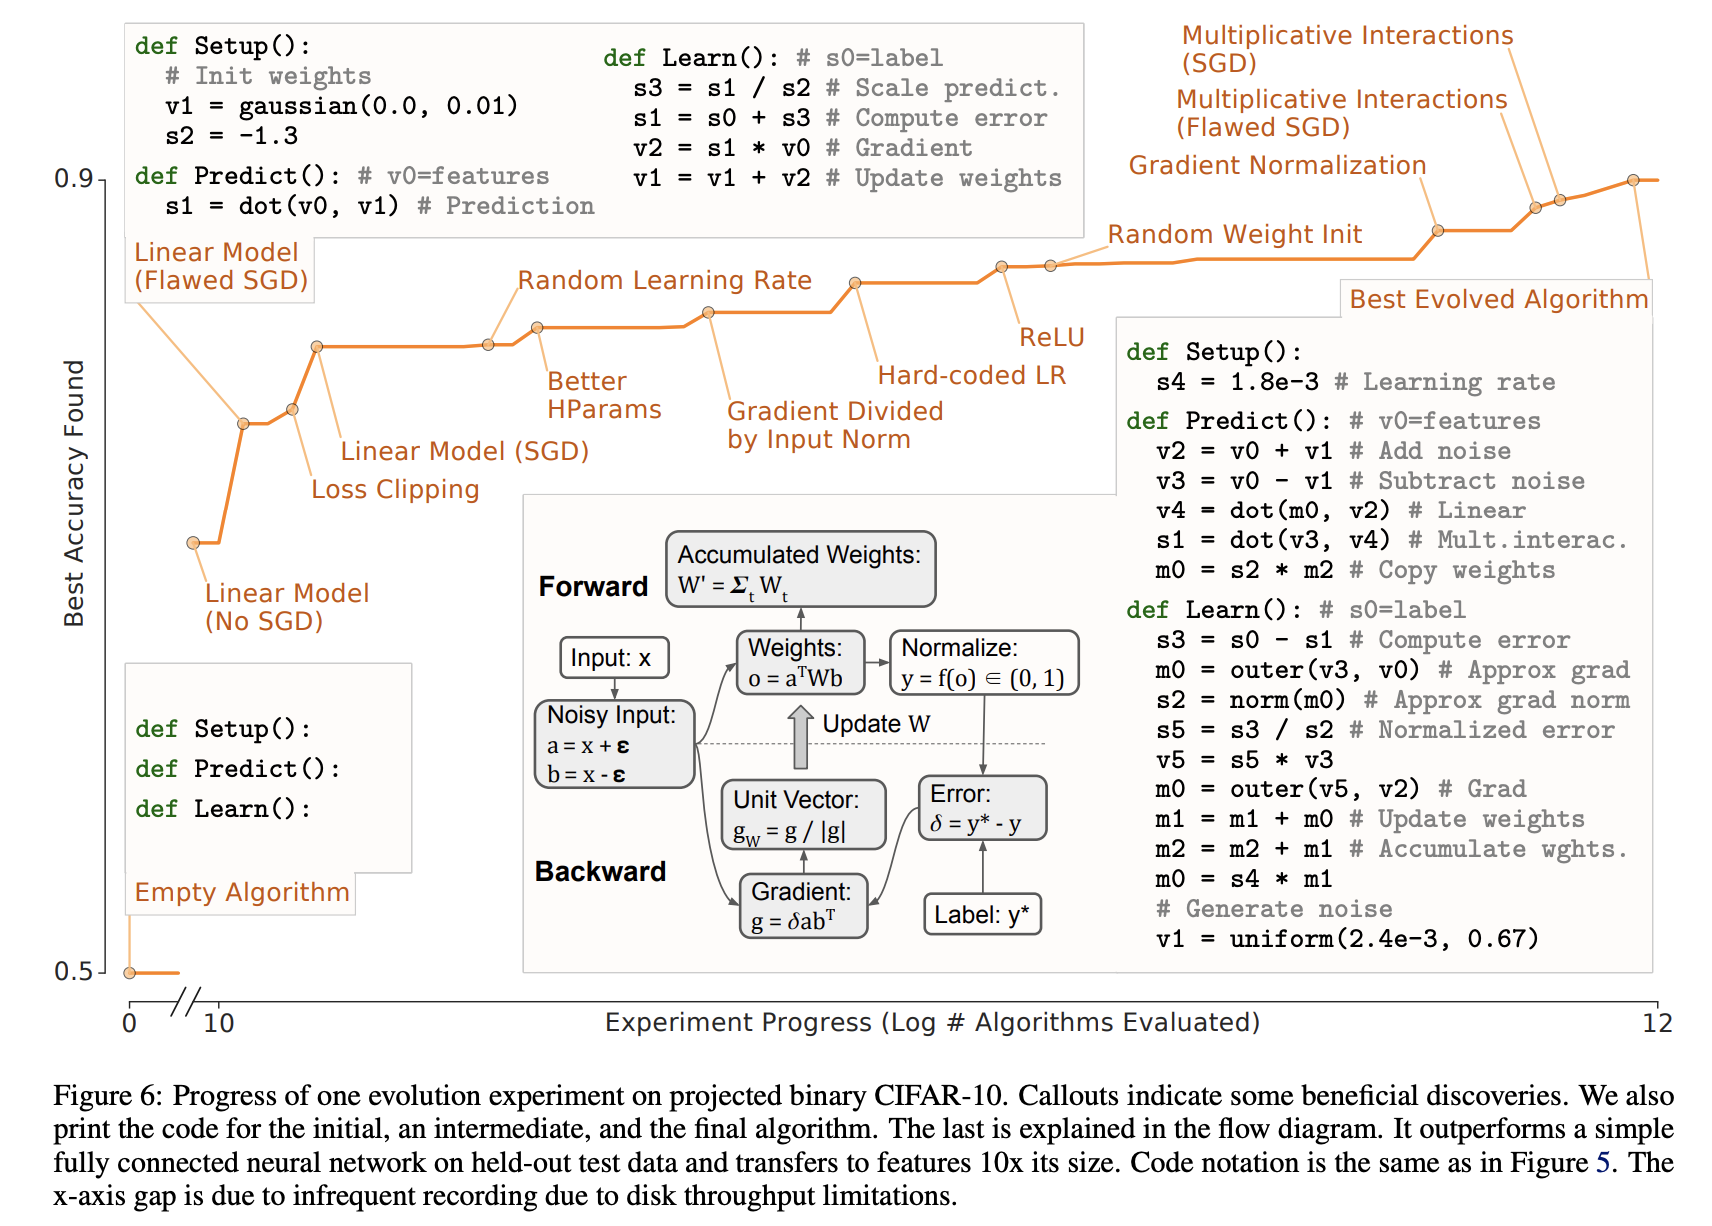 def Setup():
# Init weights
v1 = gaussian(0.0, 0.01)
s2 = -1.3
def Predict(): # v0=features
s1 = dot(v0, v1) # Prediction
def Learn(): # s0=label
s3 = s1 / s2 # Scale predict.
s1 = s0 + s3 # Compute error
v2 = s1 * v0 # Gradient
v1 = v1 + v2 # Update weights
Linear Model
(Flawed SGD)
Multiplicative Interactions
(SGD)
Multiplicative Interactions
(Flawed SGD)
Gradient Normalization
Random Weight Init
Random Learning Rate
ReLU
Hard-coded LR
Better
HParams
Gradient Divided
by Input Norm
Linear Model (SGD)
Loss Clipping
Linear Model
(No SGD)
Best Evolved Algorithm
def Setup():
s4 = 1.8e-3 # Learning rate
def Predict(): # v0=features
v2 = v0 + v1 # Add noise
v3 = v0 - v1 # Subtract noise
v4 = dot(m0, v2) # Linear
s1 = dot(v3, v4) # Mult.interac.
m0 = s2 * m2 # Copy weights
def Learn(): # s0=label
s3 = s0 - s1 # Compute error
m0 = outer(v3, v0) # Approx grad
s2 = norm(m0) # Approx grad norm
s5 = s3 / s2 # Normalized error
v5 = s5 * v3
m0 = outer(v5, v2) # Grad
m1 = m1 + m0 # Update weights
m2 = m2 + m1 # Accumulate wghts.
m0 = s4 * m1
# Generate noise
v1 = uniform(2.4e-3, 0.67)
Forward
Accumulated Weights:
W' = Σt Wt
Input: x
Weights:
o = aᵀWb
Normalize:
y = f(o) ∈ (0, 1)
Noisy Input:
a = x + ε
b = x - ε
Update W
Unit Vector:
gW = g / |g|
Error:
δ = y* - y
Backward
Gradient:
g = δabᵀ
Label: y*
def Setup():
def Predict():
def Learn():
Empty Algorithm
0.9
0.5
Best Accuracy Found
0
10
12
Experiment Progress (Log # Algorithms Evaluated)
Figure 6: Progress of one evolution experiment on projected binary CIFAR-10. Callouts indicate some beneficial discoveries. We also
print the code for the initial, an intermediate, and the final algorithm. The last is explained in the flow diagram. It outperforms a simple
fully connected neural network on held-out test data and transfers to features 10x its size. Code notation is the same as in Figure 5. The
x-axis gap is due to infrequent recording due to disk throughput limitations.